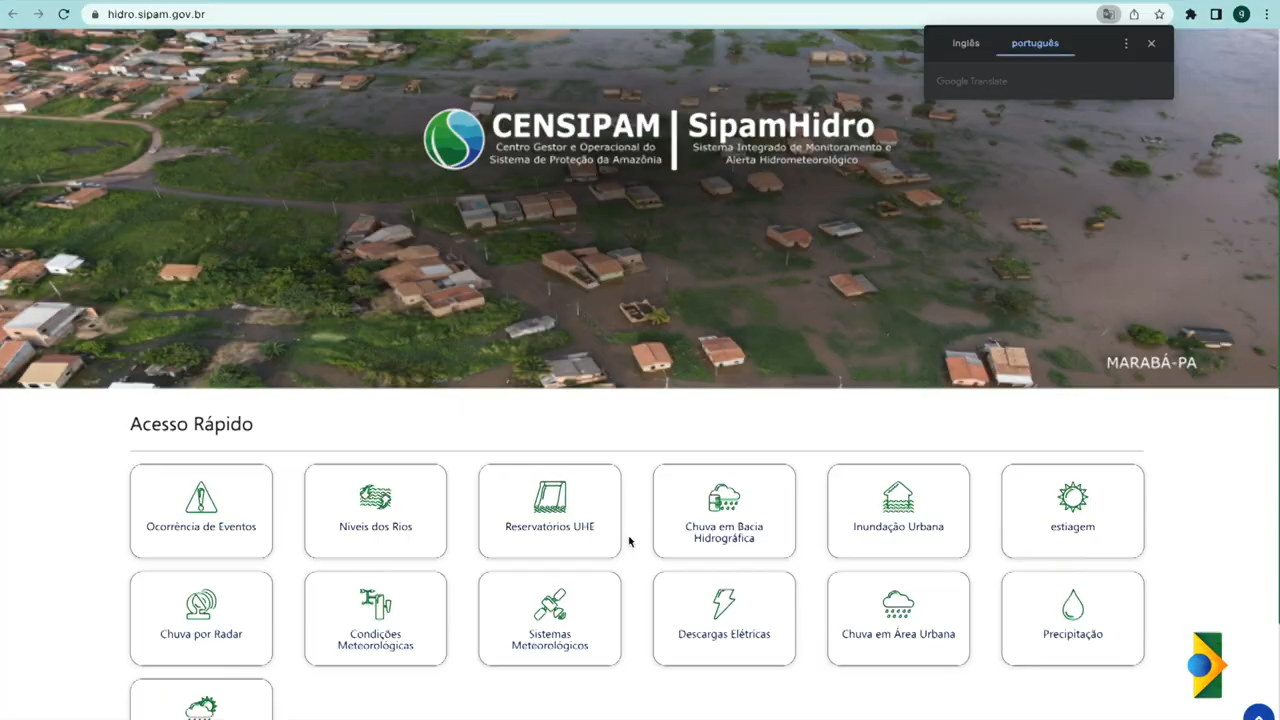 hidro.sipam.gov.br
9
inglês português
Google Translate
CENSIPAM
Centro Gestor e Operacional do
Sistema de Proteção da Amazônia
SipamHidro
Sistema Integrado de Monitoramento e
Alerta Hidrometeorológico
MARABÁ-PA
Acesso Rápido
Ocorrência de Eventos
Níveis dos Rios
Reservatórios UHE
Chuva em Bacia
Hidrográfica
Inundação Urbana
estiagem
Chuva por Radar
Condições
Meteorológicas
Sistemas
Meteorológicos
Descargas Elétricas
Chuva em Área Urbana
Precipitação